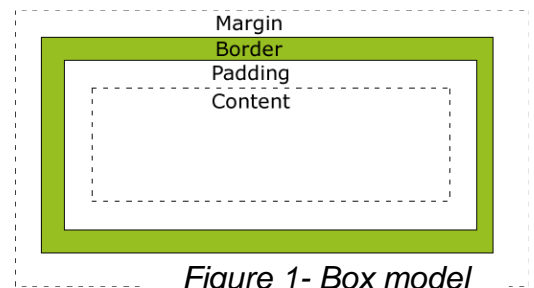 Margin
Border
Padding
Content
Figure 1- Box model